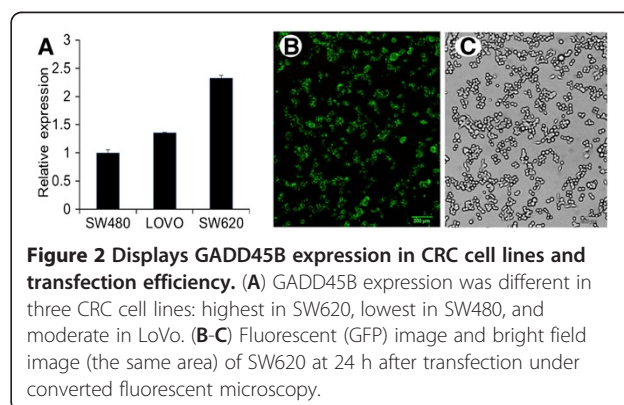 A
B
C
3
2.5
2
1.5
1
0.5
0
Relative expression
SW480 LOVO SW620
200 μm
Figure 2 Displays GADD45B expression in CRC cell lines and
transfection efficiency. (A) GADD45B expression was different in
three CRC cell lines: highest in SW620, lowest in SW480, and
moderate in LoVo. (B-C) Fluorescent (GFP) image and bright field
image (the same area) of SW620 at 24 h after transfection under
converted fluorescent microscopy.